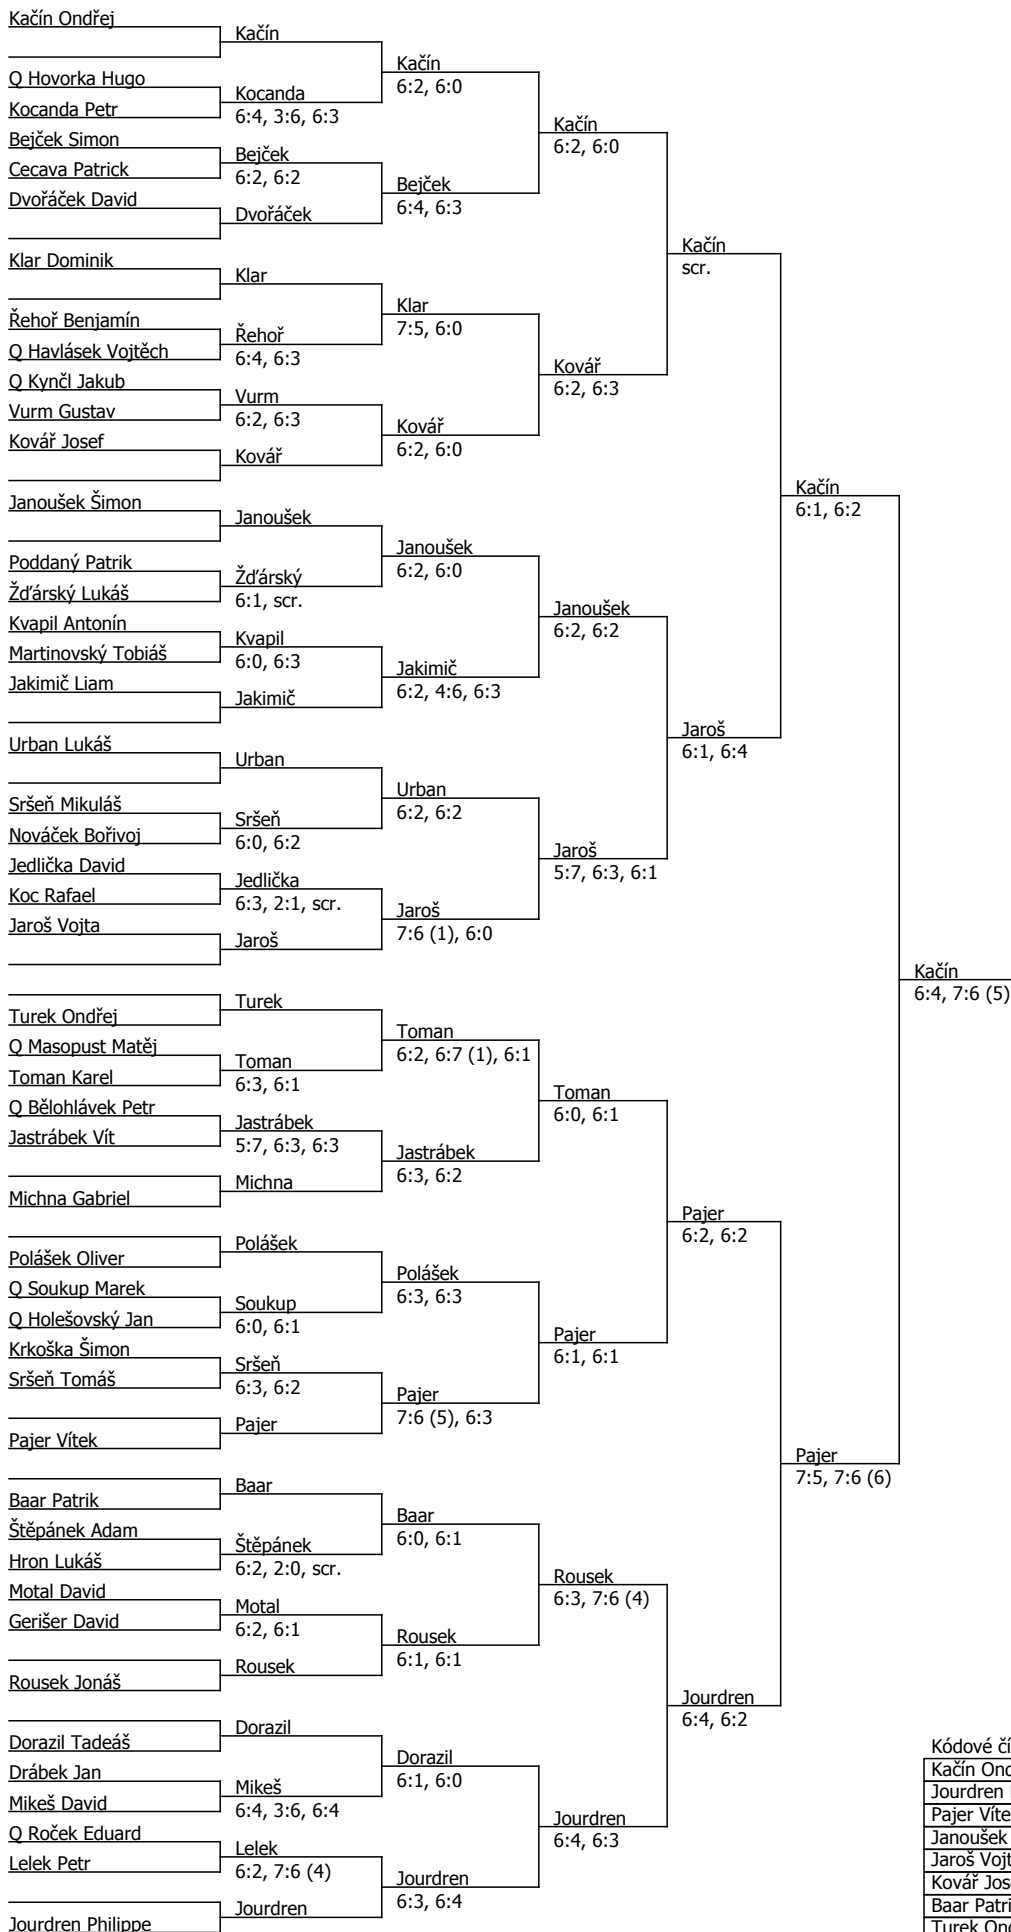 Kačín Ondřej
Q Hovorka Hugo
Kocanda Petr
Bejček Simon
Cecava Patrick
Dvořáček David
Klar Dominik
Řehoř Benjamín
Q Havlásek Vojtěch
Q Kynčl Jakub
Vurm Gustav
Kovář Josef
Janoušek Šimon
Poddaný Patrik
Žďárský Lukáš
Kvapil Antonín
Martinovský Tobiáš
Jakimič Liam
Urban Lukáš
Sršeň Mikuláš
Nováček Bořivoj
Jedlička David
Koc Rafael
Jaroš Vojta
Turek Ondřej
Q Masopust Matěj
Toman Karel
Q Bělohlávek Petr
Jastrábek Vít
Michna Gabriel
Polášek Oliver
Q Soukup Marek
Q Holešovský Jan
Krkoška Šimon
Sršeň Tomáš
Pajer Vítek
Baar Patrik
Štěpánek Adam
Hron Lukáš
Motal David
Gerišer David
Rousek Jonáš
Dorazil Tadeáš
Drábek Jan
Mikeš David
Q Roček Eduard
Lelek Petr
Jourdren Philippe
Kačín
Kocanda
6:4, 3:6, 6:3
Bejček
6:2, 6:2
Dvořáček
Klar
Řehoř
6:4, 6:3
Vurm
6:2, 6:3
Kovář
Janoušek
Žďárský
6:1, scr.
Kvapil
6:0, 6:3
Jakimič
Urban
Sršeň
6:0, 6:2
Jedlička
6:3, 2:1, scr.
Jaroš
Turek
Toman
6:3, 6:1
Jastrábek
5:7, 6:3, 6:3
Michna
Polášek
Soukup
6:0, 6:1
Sršeň
6:3, 6:2
Pajer
Baar
Štěpánek
6:2, 2:0, scr.
Motal
6:2, 6:1
Rousek
Dorazil
Mikeš
6:4, 3:6, 6:4
Lelek
6:2, 7:6 (4)
Jourdren
Kačín
6:2, 6:0
Bejček
6:4, 6:3
Klar
7:5, 6:0
Kovář
6:2, 6:0
Janoušek
6:2, 6:0
Jakimič
6:2, 4:6, 6:3
Urban
6:2, 6:2
Jaroš
7:6 (1), 6:0
Toman
6:2, 6:7 (1), 6:1
Jastrábek
6:3, 6:2
Polášek
6:3, 6:3
Pajer
7:6 (5), 6:3
Baar
6:0, 6:1
Rousek
6:1, 6:1
Dorazil
6:1, 6:0
Jourdren
6:3, 6:4
Kačín
6:2, 6:0
Kovář
6:2, 6:3
Janoušek
6:2, 6:2
Jaroš
5:7, 6:3, 6:1
Toman
6:0, 6:1
Pajer
6:1, 6:1
Rousek
6:3, 7:6 (4)
Jourdren
6:4, 6:3
Kačín
scr.
Jaroš
6:1, 6:4
Pajer
6:2, 6:2
Jourdren
6:4, 6:2
Kačín
6:1, 6:2
Pajer
7:5, 7:6 (6)
Kačín
6:4, 7:6 (5)
Kódové
Kačín
Jourdren
Pajer
Janoušek
Jaroš
Kovář
Baar
Turek